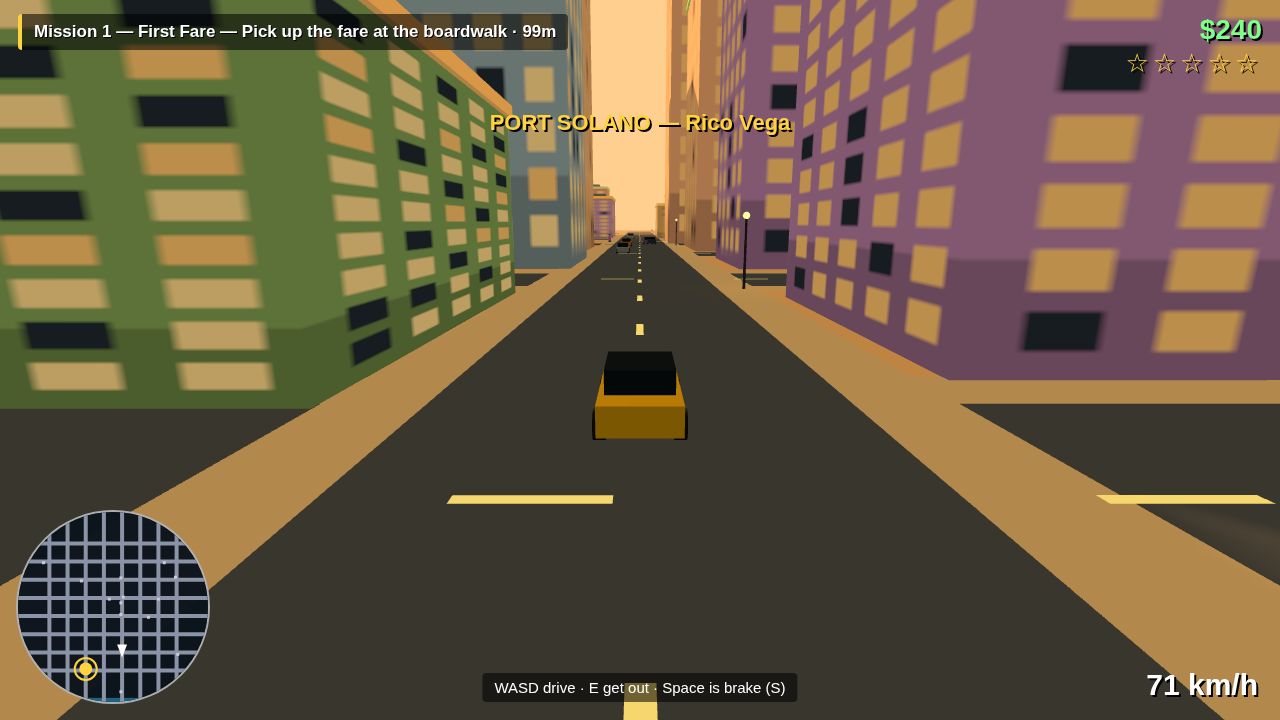 Mission 1 — First Fare — Pick up the fare at the boardwalk · 99m
$240
☆☆☆☆☆
PORT SOLANO — Rico Vega
WASD drive · E get out · Space is brake (S)
71 km/h